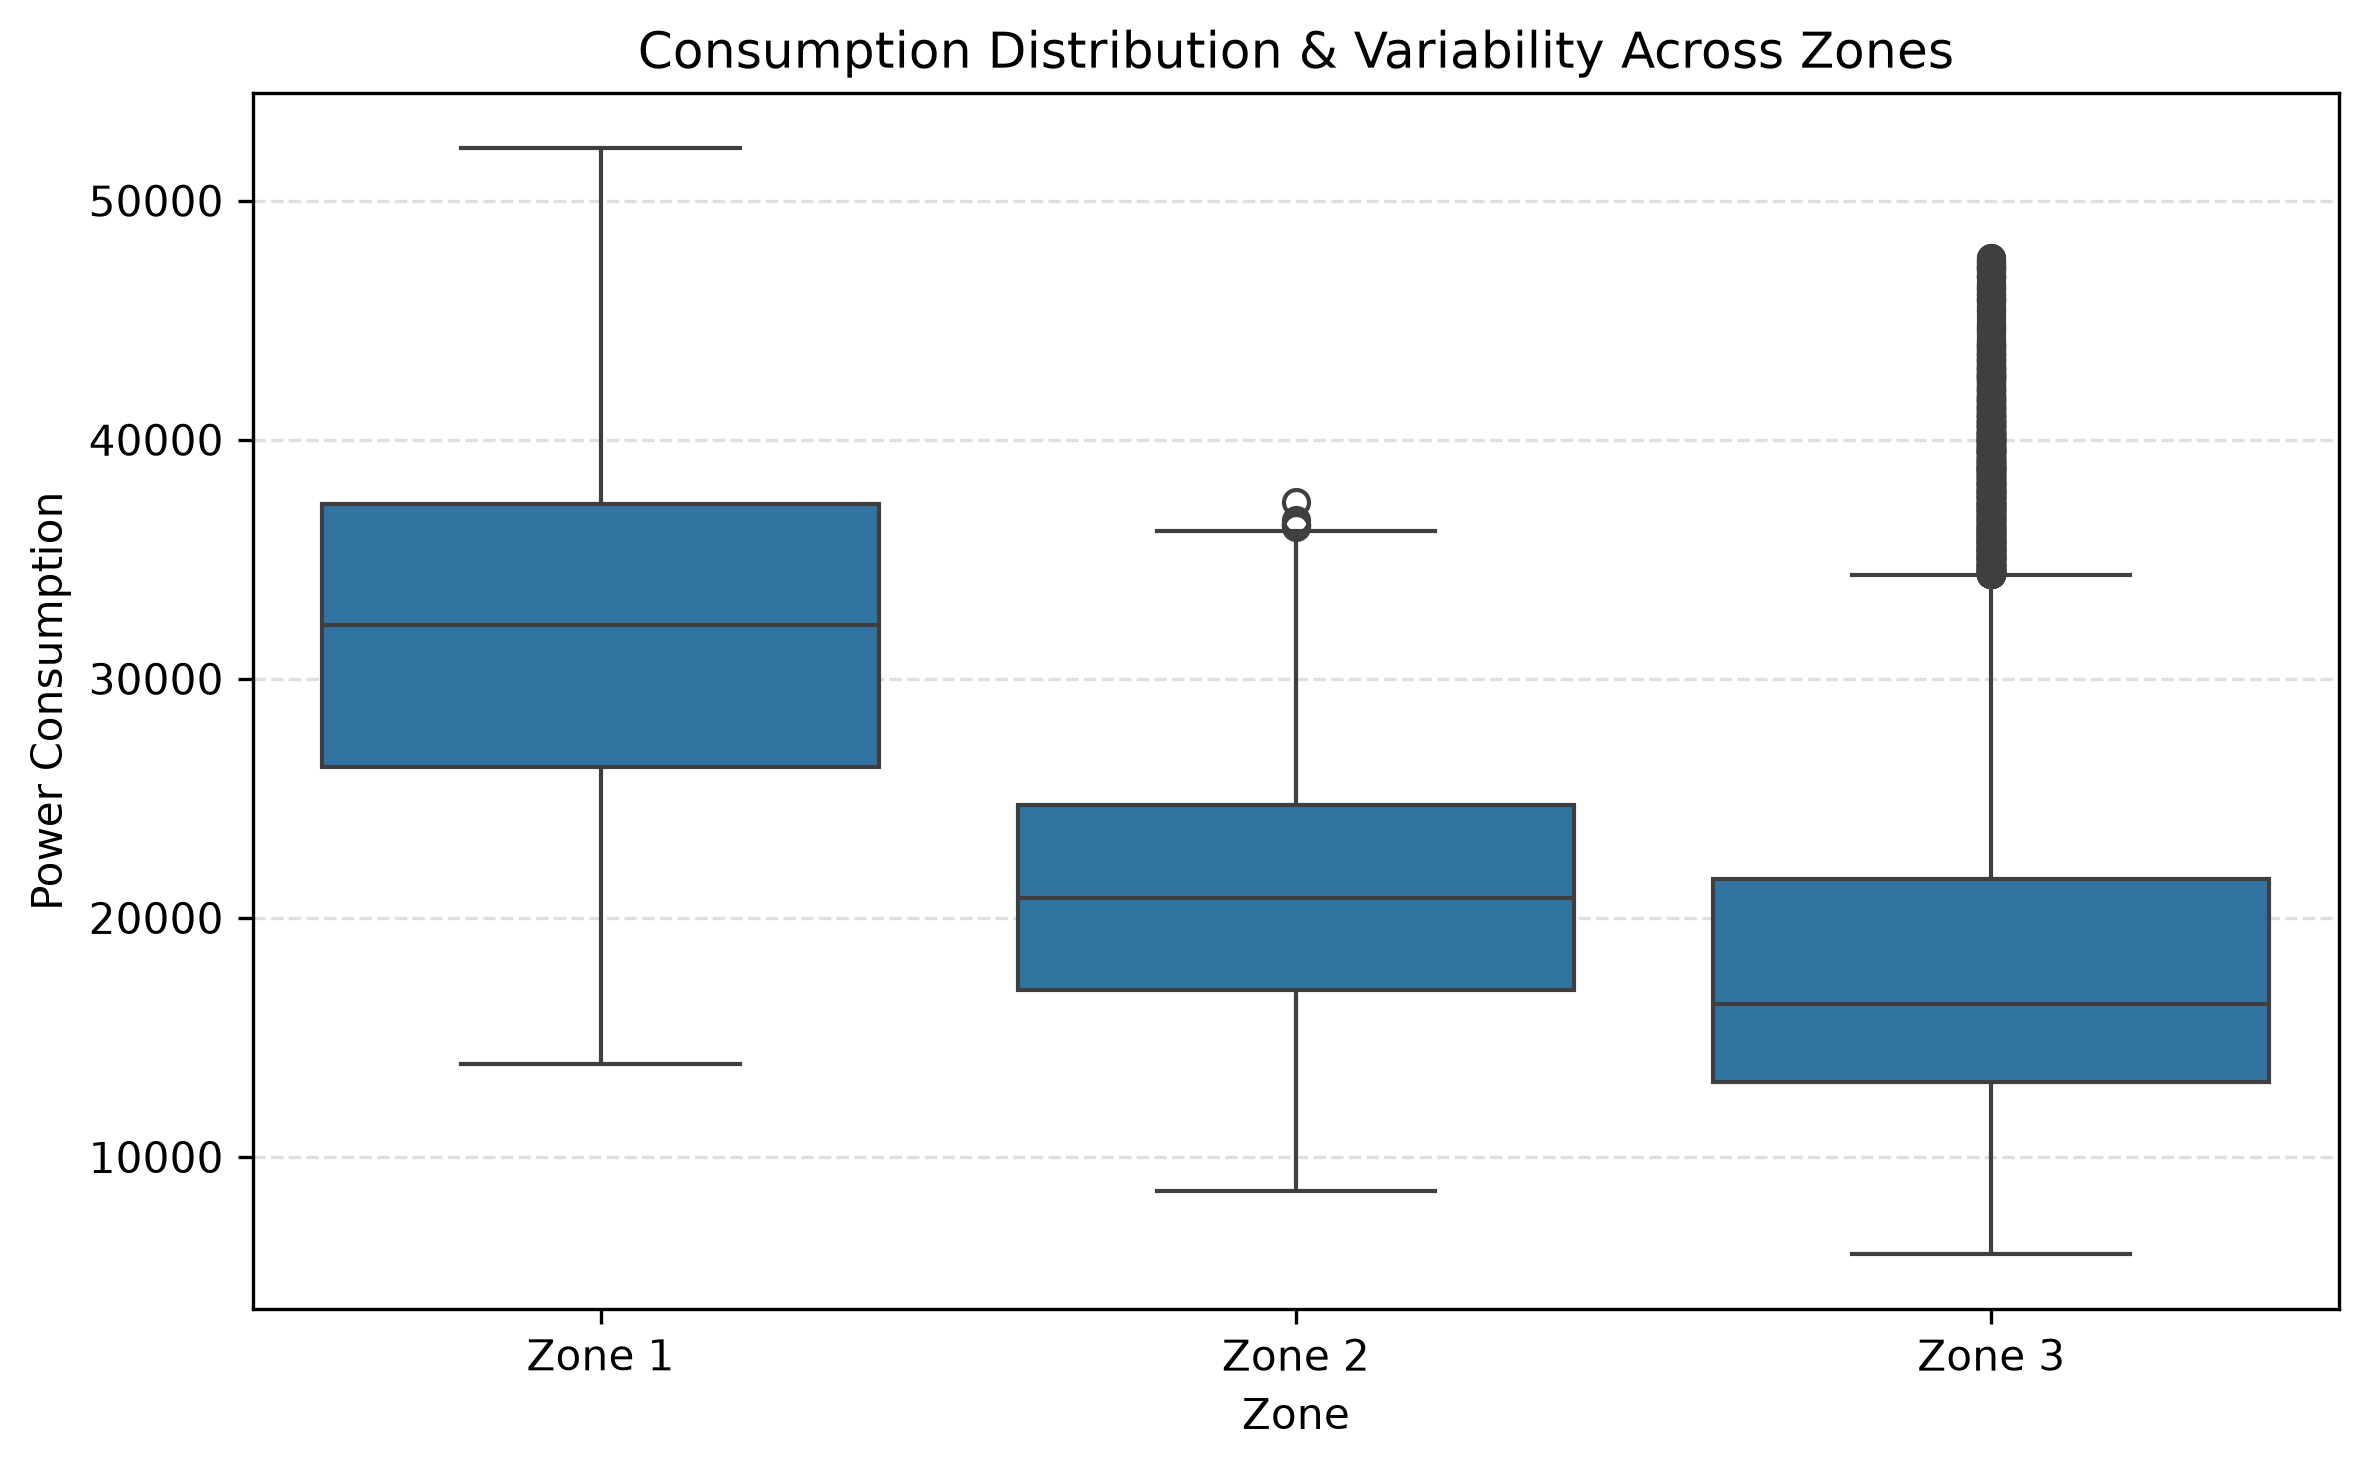 Consumption Distribution & Variability Across Zones
Power Consumption
50000
40000
30000
20000
10000
Zone 1
Zone 2
Zone 3
Zone